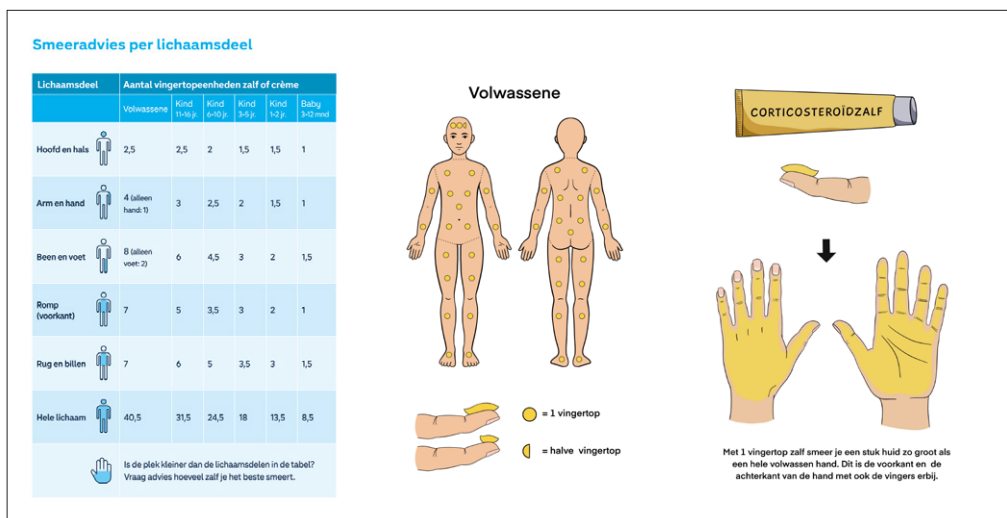 Smeeradvies per lichaamsdeel
Lichaamsdeel Aantal vingertopeenheden zalf of crème
Volwassene Kind 11-16 jr. Kind 6-10 jr. Kind 3-5 jr. Kind 1-2 jr. Baby 3-12 mnd
Hoofd en hals 2,5 2,5 2 1,5 1,5 1
Arm en hand 4 (alleen hand: 1) 3 2,5 2 1,5 1
Been en voet 8 (alleen voet: 2) 6 4,5 3 2 1,5
Romp (voorkant) 7 5 3,5 3 2 1
Rug en billen 7 6 5 3,5 3 1,5
Hele lichaam 40,5 31,5 24,5 18 13,5 8,5
Is de plek kleiner dan de lichaamsdelen in de tabel?
Vraag advies hoeveel zalf je het beste smeert.
Volwassene
= 1 vingertop
= halve vingertop
CORTICOSTEROÏDZALF
Met 1 vingertop zalf smeer je een stuk huid zo groot als
een hele volwassen hand. Dit is de voorkant en de
achterkant van de hand met ook de vingers erbij.